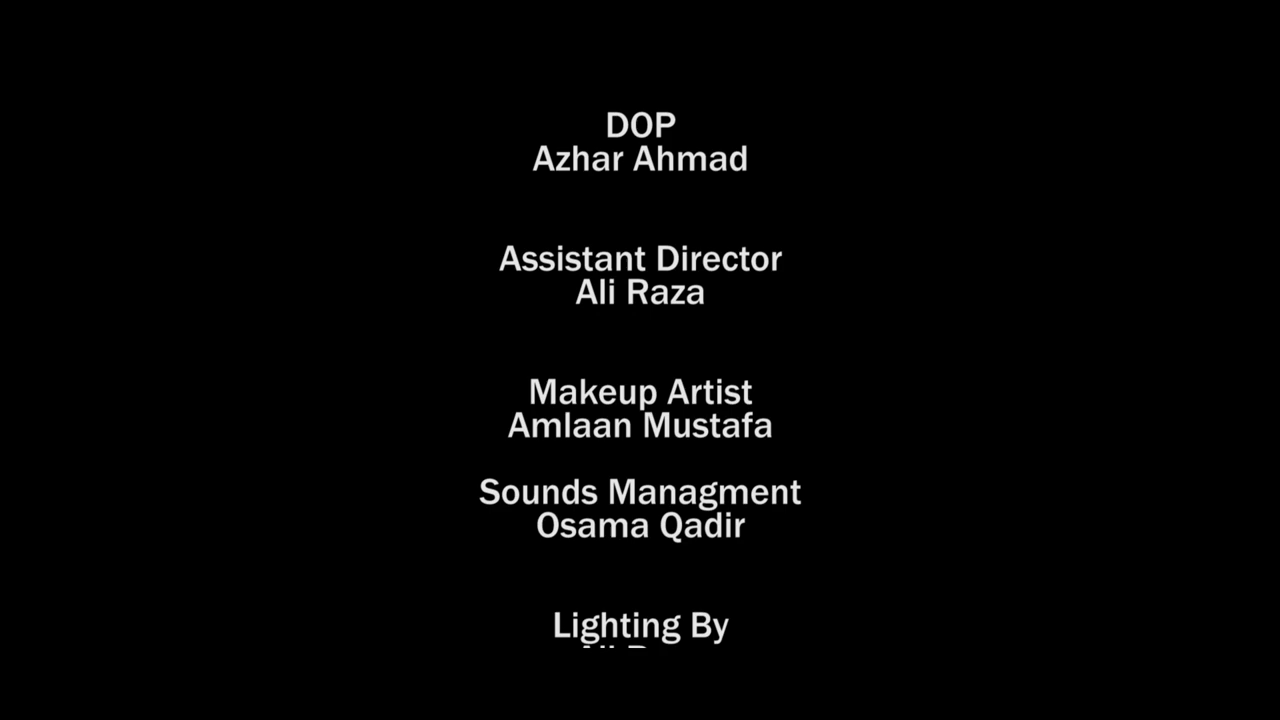 DOP
Azhar Ahmad
Assistant Director
Ali Raza
Makeup Artist
Amlaan Mustafa
Sounds Managment
Osama Qadir
Lighting By